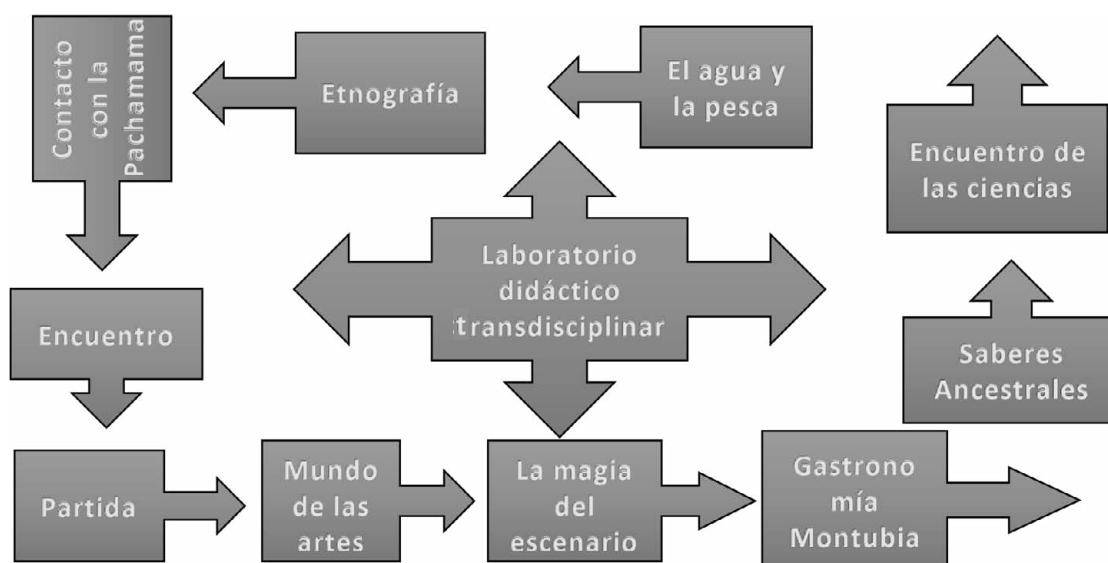 Contacto
con la
Pachamama
Etnografía
El agua y
la pesca
Encuentro de
las ciencias
Laboratorio
didáctico
transdisciplinar
Encuentro
Saberes
Ancestrales
Partida
Mundo
de las
artes
La magia
del
escenario
Gastrono
mía
Montubia